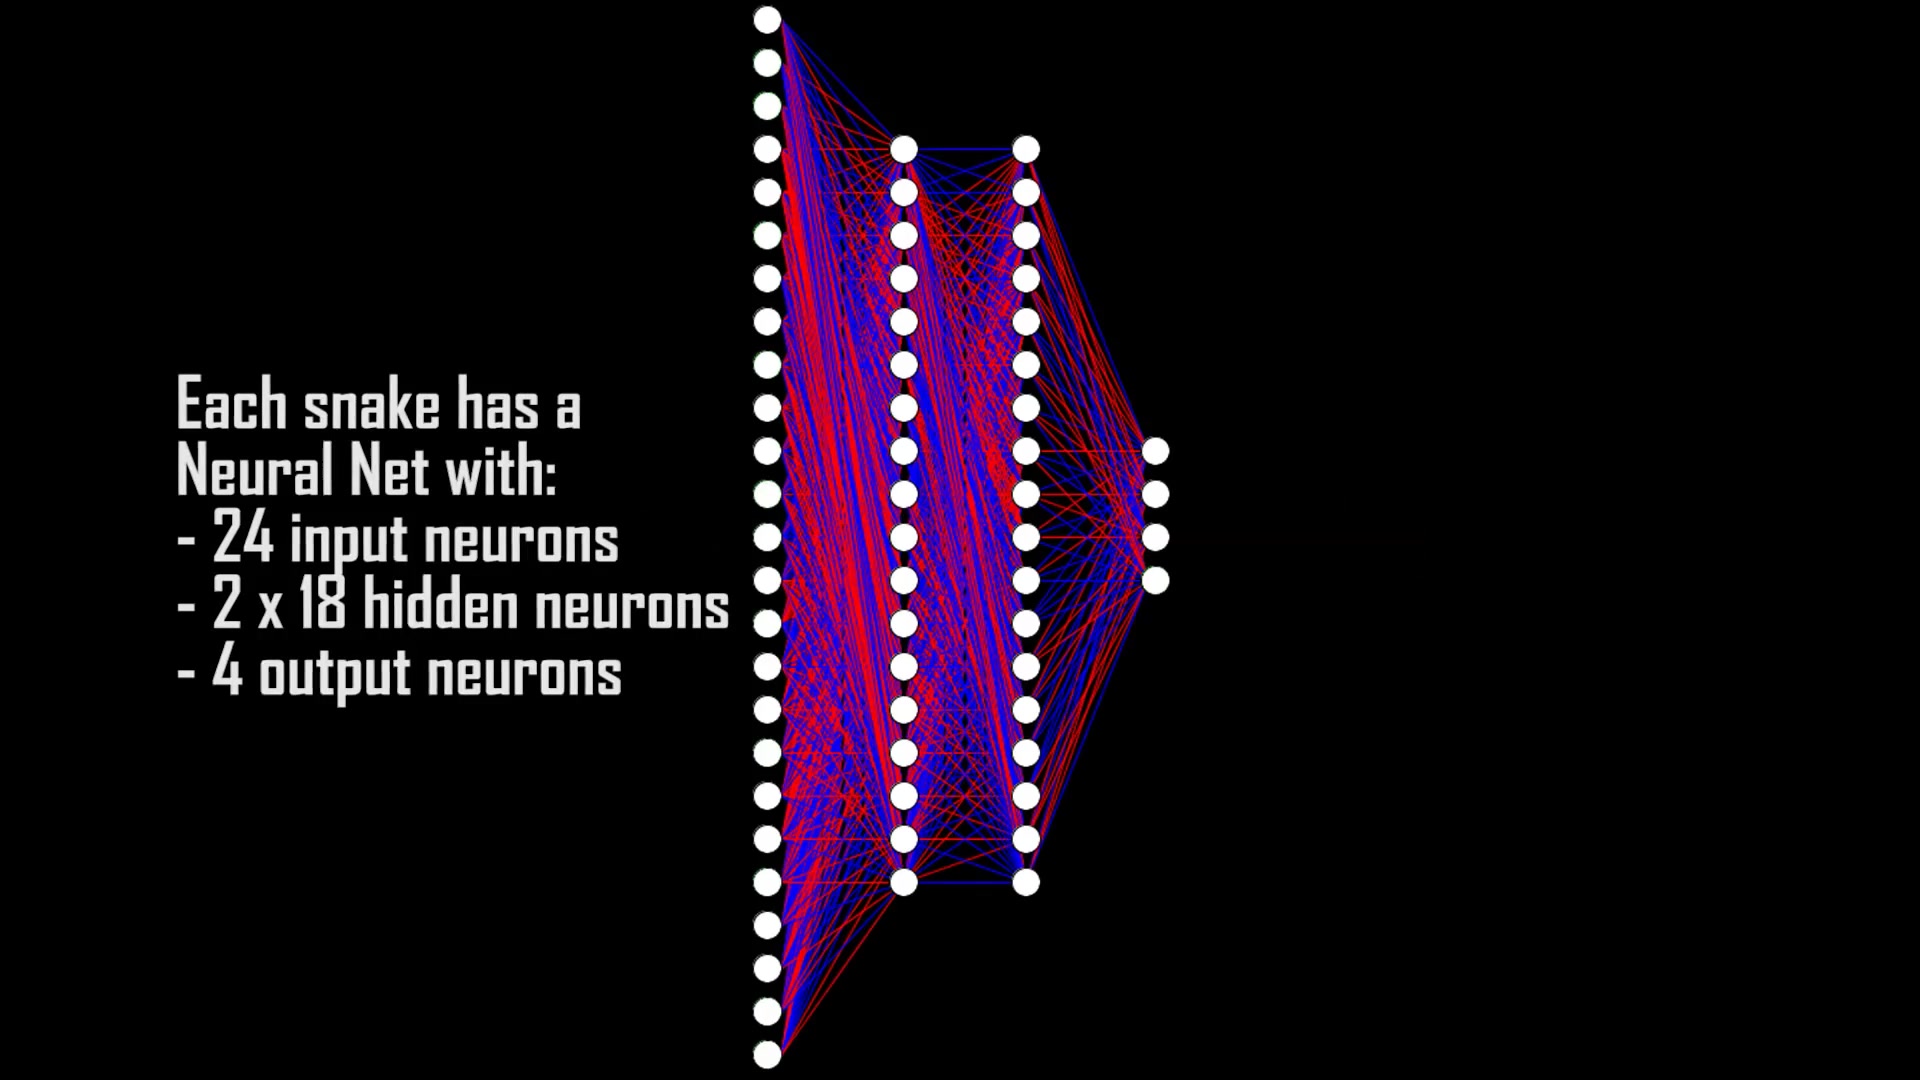 Each snake has a
Neural Net with:
- 24 input neurons
- 2 x 18 hidden neurons
- 4 output neurons